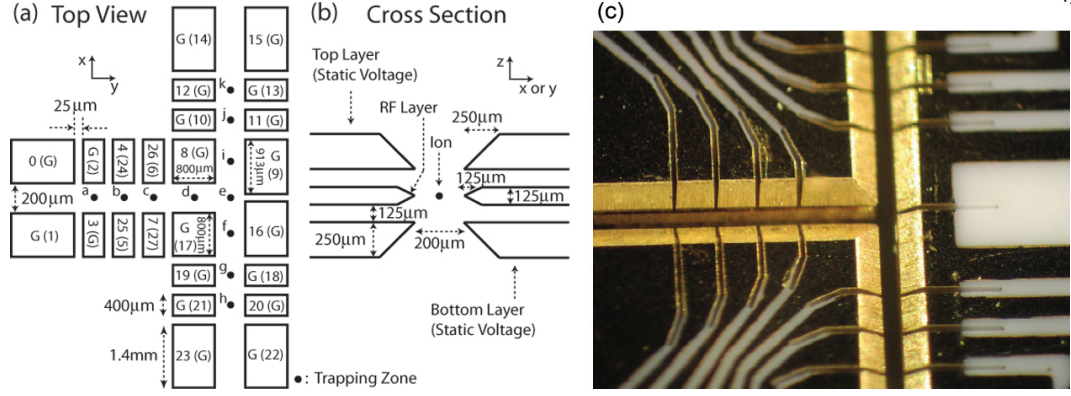 (a) Top View
G (14)
15 (G)
x
y
12 (G)
k
G (13)
25 μm
G (10)
j
11 (G)
0 (G)
G (2)
4 (24)
26 (6)
8 (G)
800μm
i
913μm
G
(9)
200μm
a
b
c
d
e
G (1)
3 (G)
25 (5)
7 (27)
G
(17)
800μm
f
16 (G)
19 (G)
g
G (18)
400μm
G (21)
h
20 (G)
1.4mm
23 (G)
G (22)
: Trapping Zone
(b) Cross Section
Top Layer
(Static Voltage)
z
x or y
RF Layer
250μm
Ion
125μm
125μm
125μm
250μm
200μm
Bottom Layer
(Static Voltage)
(c)